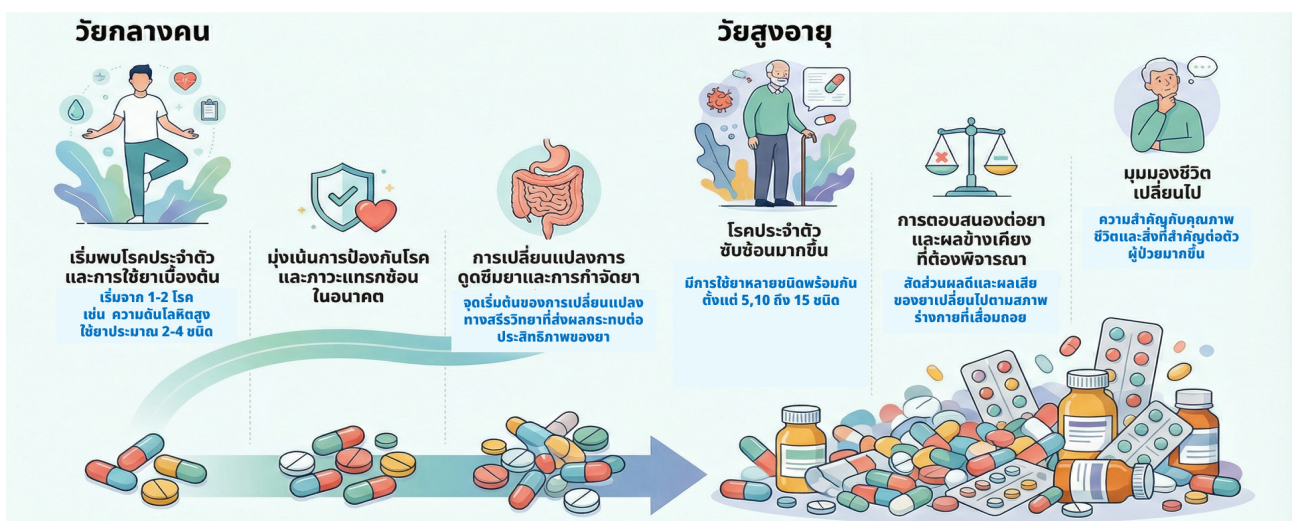 วัยกลางคน
เริ่มพบโรคประจำตัว
และการใช้ยาเบื้องต้น
เริ่มจาก 1-2 โรค
เช่น ความดันโลหิตสูง
ใช้ยาประมาณ 2-4 ชนิด
มุ่งเน้นการป้องกันโรค
และภาวะแทรกซ้อน
ในอนาคต
การเปลี่ยนแปลงการ
ดูดซึมยาและการกำจัดยา
จุดเริ่มต้นของการเปลี่ยนแปลง
ทางสรีรวิทยาที่ส่งผลกระทบต่อ
ประสิทธิภาพของยา
วัยสูงอายุ
โรคประจำตัว
ซับซ้อนมากขึ้น
มีการใช้ยาหลายชนิดพร้อมกัน
ตั้งแต่ 5,10 ถึง 15 ชนิด
การตอบสนองต่อยา
และผลข้างเคียง
ที่ต้องพิจารณา
สัดส่วนผลดีและผลเสีย
ของยาเปลี่ยนไปตามสภาพ
ร่างกายที่เสื่อมถอย
มุมมองชีวิต
เปลี่ยนไป
ความสำคัญกับคุณภาพ
ชีวิตและสิ่งที่สำคัญต่อตัว
ผู้ป่วยมากขึ้น